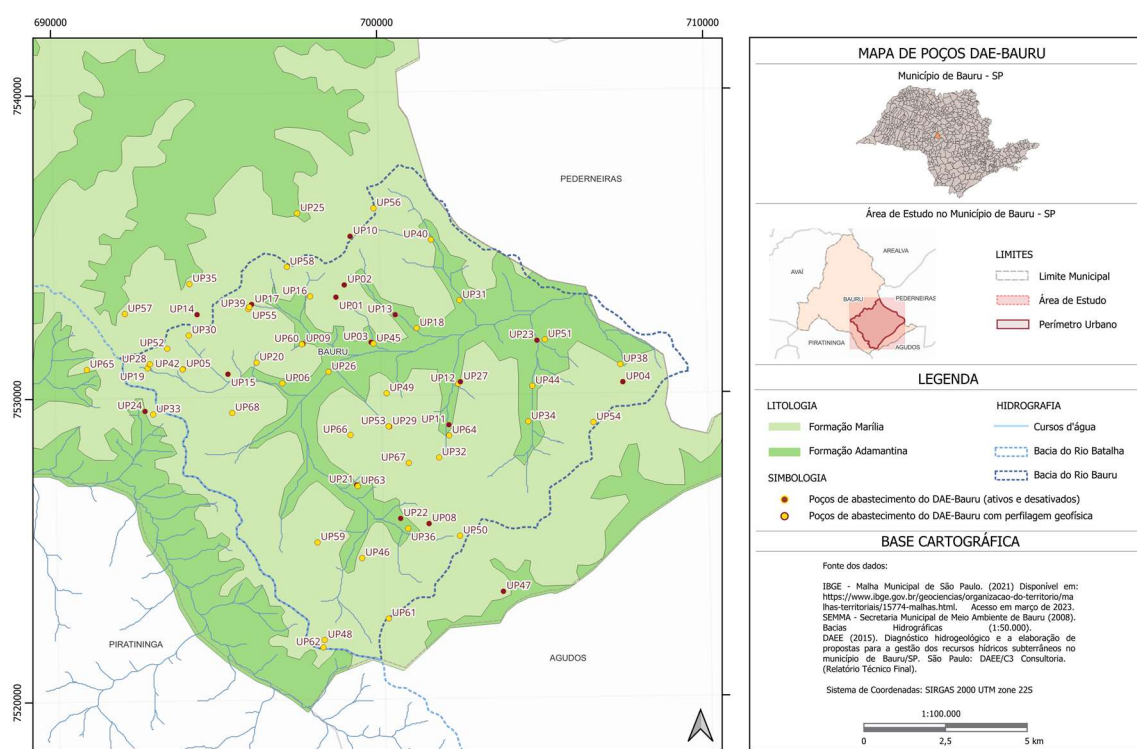 690000
700000
710000
7540000
7530000
7520000
PEDERNEIRAS
UP25
UP56
UP10
UP40
UP58
UP35
UP02
UP16
UP31
UP39
UP17
UP01
UP57
UP14
UP55
UP13
UP18
UP30
UP60
UP09
UP03
UP45
UP23
UP51
UP52
BAURU
UP28
UP42
UP05
UP20
UP26
UP38
UP65
UP19
UP15
UP06
UP12
UP27
UP44
UP04
UP49
UP24
UP33
UP68
UP53
UP29
UP11
UP34
UP54
UP66
UP64
UP67
UP32
UP21
UP63
UP22
UP08
UP36
UP50
UP59
UP46
UP47
UP61
UP62
UP48
PIRATININGA
AGUDOS
MAPA DE POÇOS DAE-BAURU
Município de Bauru - SP
Área de Estudo no Município de Bauru - SP
AVAÍ
AREALVA
BAURU
PEDERNEIRAS
PIRATININGA
AGUDOS
LIMITES
Limite Municipal
Área de Estudo
Perímetro Urbano
LEGENDA
LITOLOGIA
Formação Marília
Formação Adamantina
HIDROGRAFIA
Cursos d'água
Bacia do Rio Batalha
Bacia do Rio Bauru
SIMBOLOGIA
Poços de abastecimento do DAE-Bauru (ativos e desativados)
Poços de abastecimento do DAE-Bauru com perfilagem geofísica
BASE CARTOGRÁFICA
Fonte dos dados:
IBGE - Malha Municipal de São Paulo. (2021) Disponível em:
https://www.ibge.gov.br/geociencias/organizacao-do-territorio/ma
lhas-territoriais/15774-malhas.html. Acesso em março de 2023.
SEMMA - Secretaria Municipal de Meio Ambiente de Bauru (2008).
Bacias Hidrográficas (1:50.000).
DAEE (2015). Diagnóstico hidrogeológico e a elaboração de
propostas para a gestão dos recursos hídricos subterrâneos no
município de Bauru/SP. São Paulo: DAEE/C3 Consultoria.
(Relatório Técnico Final).
Sistema de Coordenadas: SIRGAS 2000 UTM zone 22S
1:100.000
0
2,5
5 km